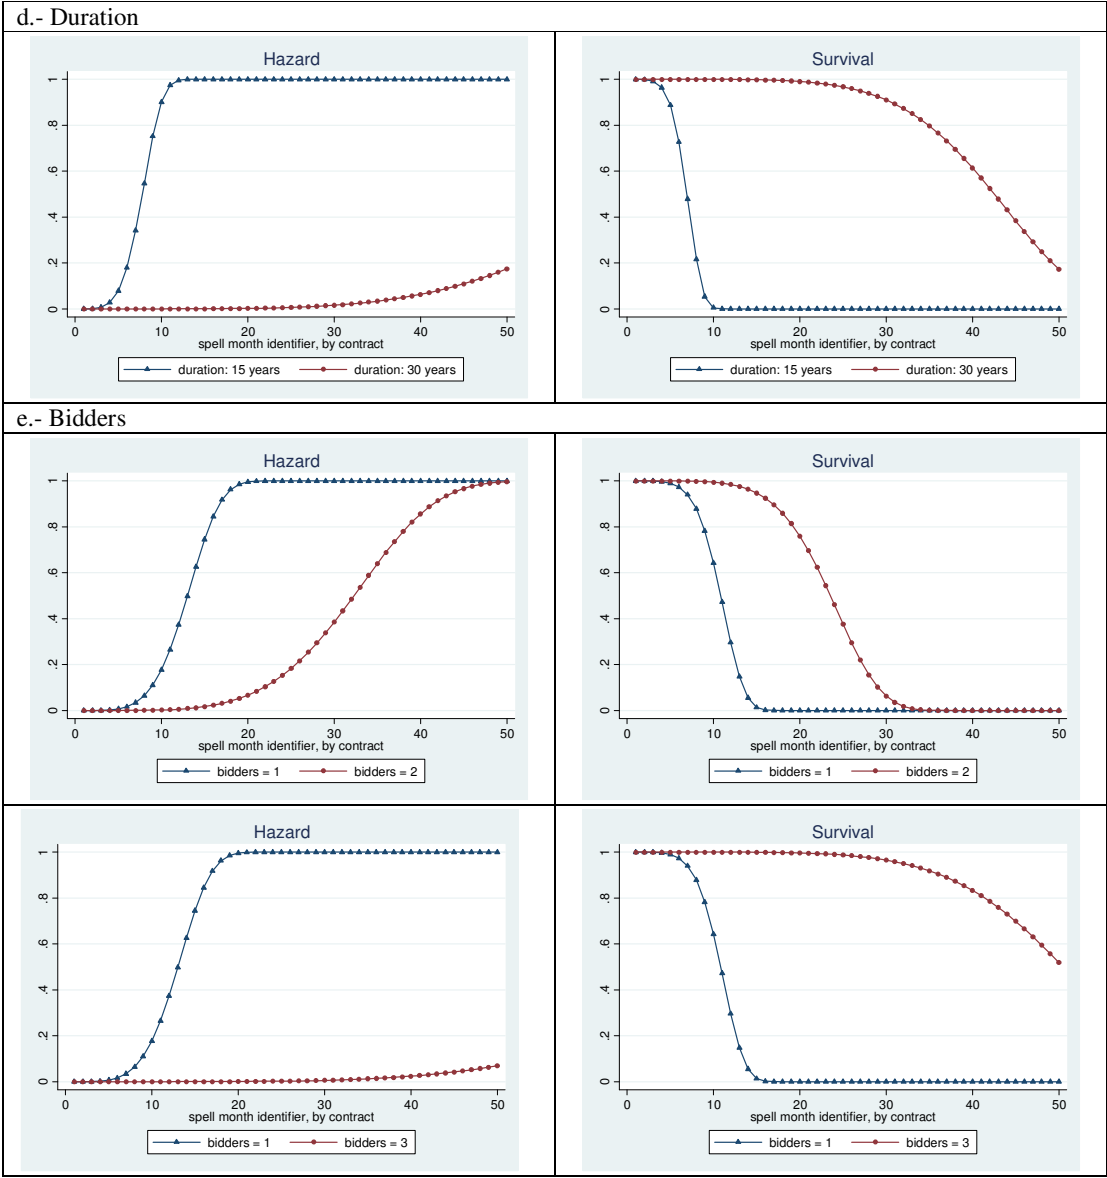 d.- Duration
Hazard
1
.8
.6
.4
.2
0
0 10 20 30 40 50
spell month identifier, by contract
duration: 15 years duration: 30 years
Survival
1
.8
.6
.4
.2
0
0 10 20 30 40 50
spell month identifier, by contract
duration: 15 years duration: 30 years
e.- Bidders
Hazard
1
.8
.6
.4
.2
0
0 10 20 30 40 50
spell month identifier, by contract
bidders = 1 bidders = 2
Survival
1
.8
.6
.4
.2
0
0 10 20 30 40 50
spell month identifier, by contract
bidders = 1 bidders = 2
Hazard
1
.8
.6
.4
.2
0
0 10 20 30 40 50
spell month identifier, by contract
bidders = 1 bidders = 3
Survival
1
.8
.6
.4
.2
0
0 10 20 30 40 50
spell month identifier, by contract
bidders = 1 bidders = 3